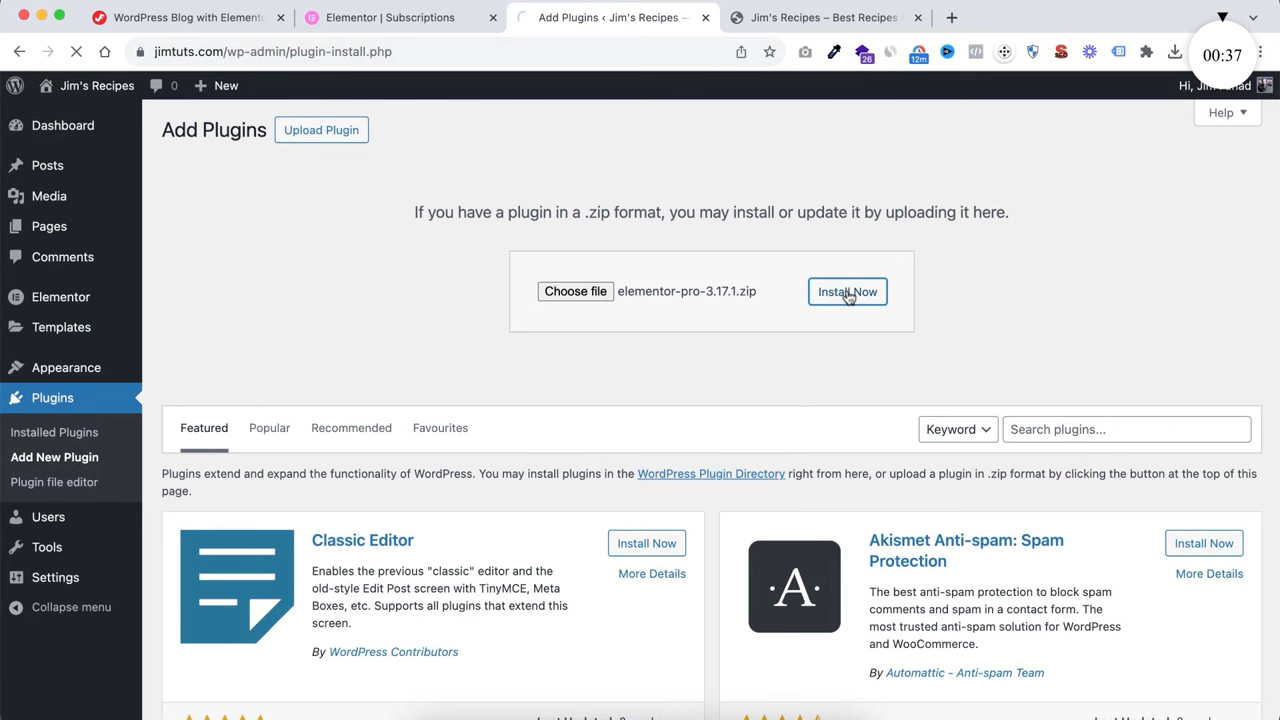 WordPress Blog with Element
Elementor | Subscriptions
Add Plugins ‹ Jim's Recipes —
Jim's Recipes – Best Recipes
jimtuts.com/wp-admin/plugin-install.php
26
12m
00:37
Jim's Recipes
0
New
Hi, Jim
Help
Dashboard
Posts
Media
Pages
Comments
Elementor
Templates
Appearance
Plugins
Installed Plugins
Add New Plugin
Plugin file editor
Users
Tools
Settings
Collapse menu
Add Plugins
Upload Plugin
If you have a plugin in a .zip format, you may install or update it by uploading it here.
Choose file
elementor-pro-3.17.1.zip
Install Now
Featured
Popular
Recommended
Favourites
Keyword
Search plugins...
Plugins extend and expand the functionality of WordPress. You may install plugins in the WordPress Plugin Directory right from here, or upload a plugin in .zip format by clicking the button at the top of this
page.
Classic Editor
Install Now
More Details
Enables the previous "classic" editor and the
old-style Edit Post screen with TinyMCE, Meta
Boxes, etc. Supports all plugins that extend this
screen.
By WordPress Contributors
A
Akismet Anti-spam: Spam
Protection
Install Now
More Details
The best anti-spam protection to block spam
comments and spam in a contact form. The
most trusted anti-spam solution for WordPress
and WooCommerce.
By Automattic - Anti-spam Team